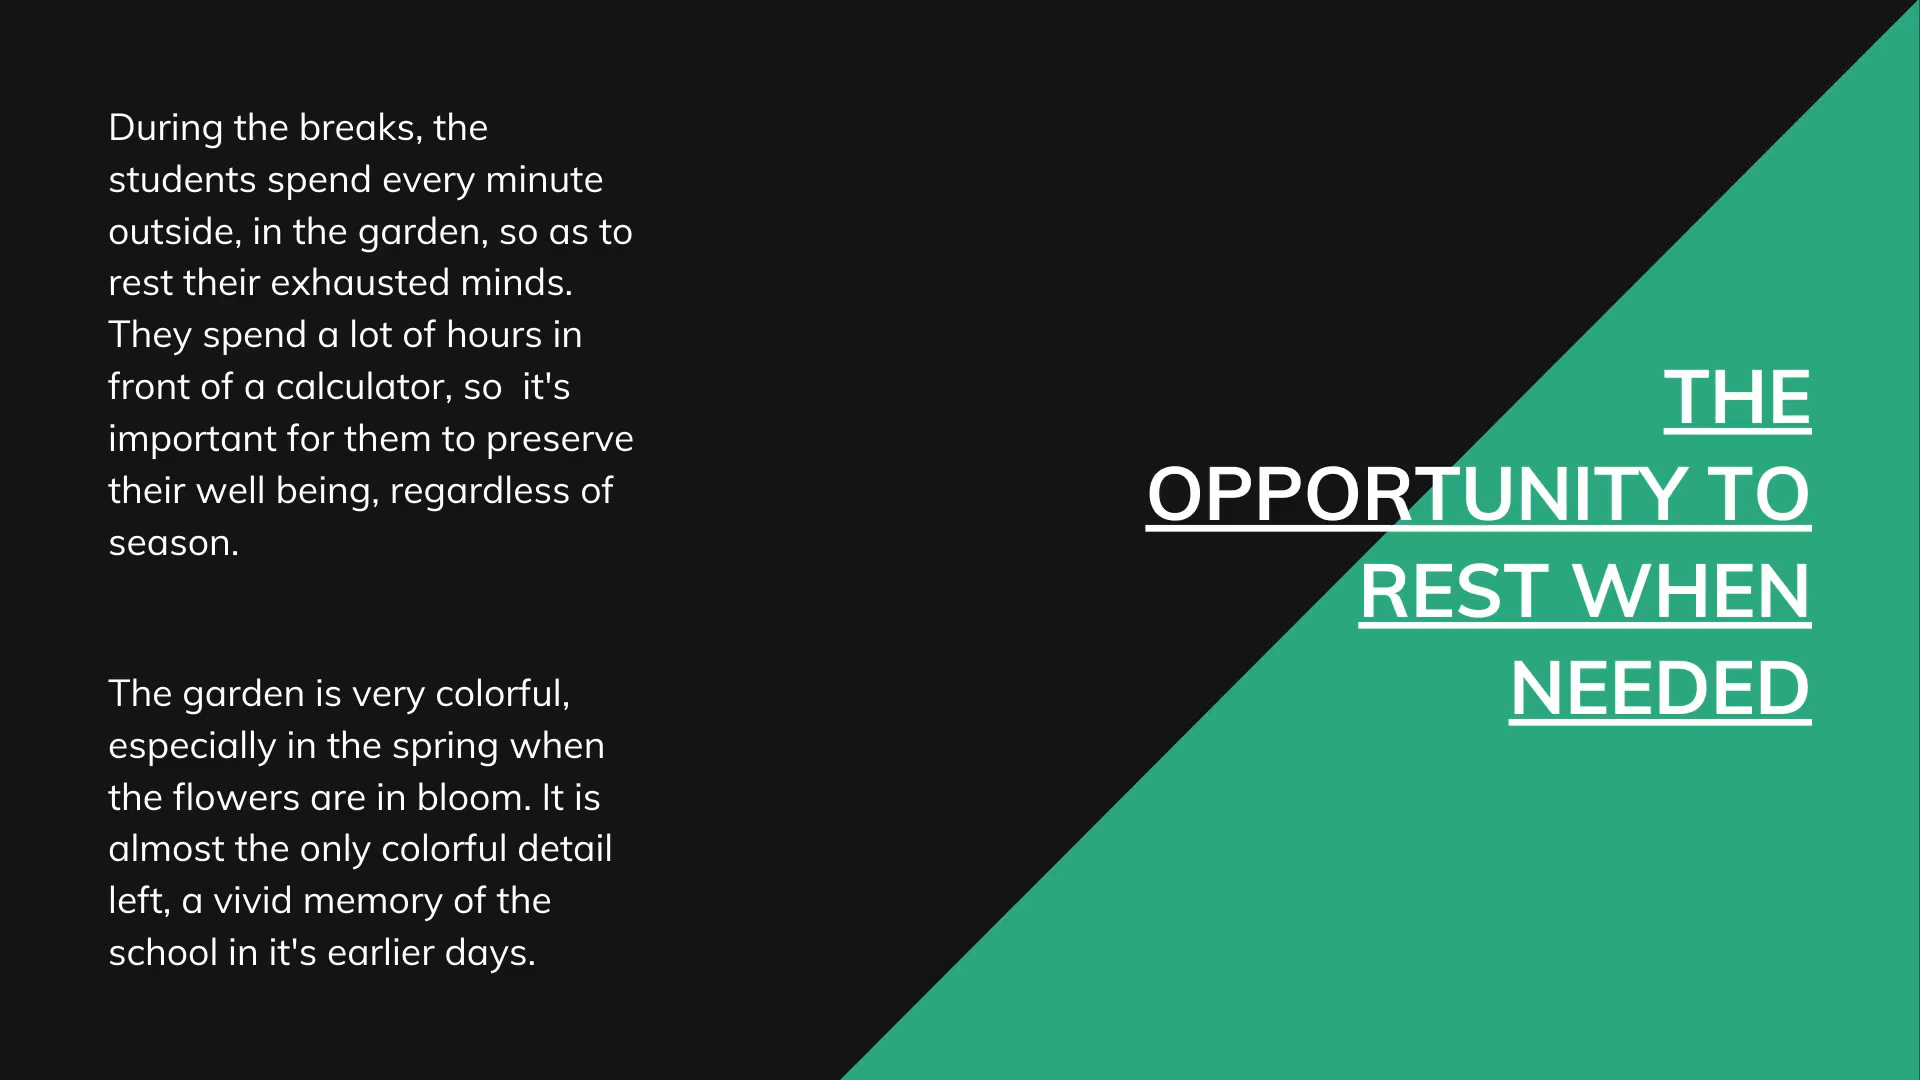 During the breaks, the
students spend every minute
outside, in the garden, so as to
rest their exhausted minds.
They spend a lot of hours in
front of a calculator, so  it's
important for them to preserve
their well being, regardless of
season.
The garden is very colorful,
especially in the spring when
the flowers are in bloom. It is
almost the only colorful detail
left, a vivid memory of the
school in it's earlier days.
THE
OPPORTUNITY TO
REST WHEN
NEEDED